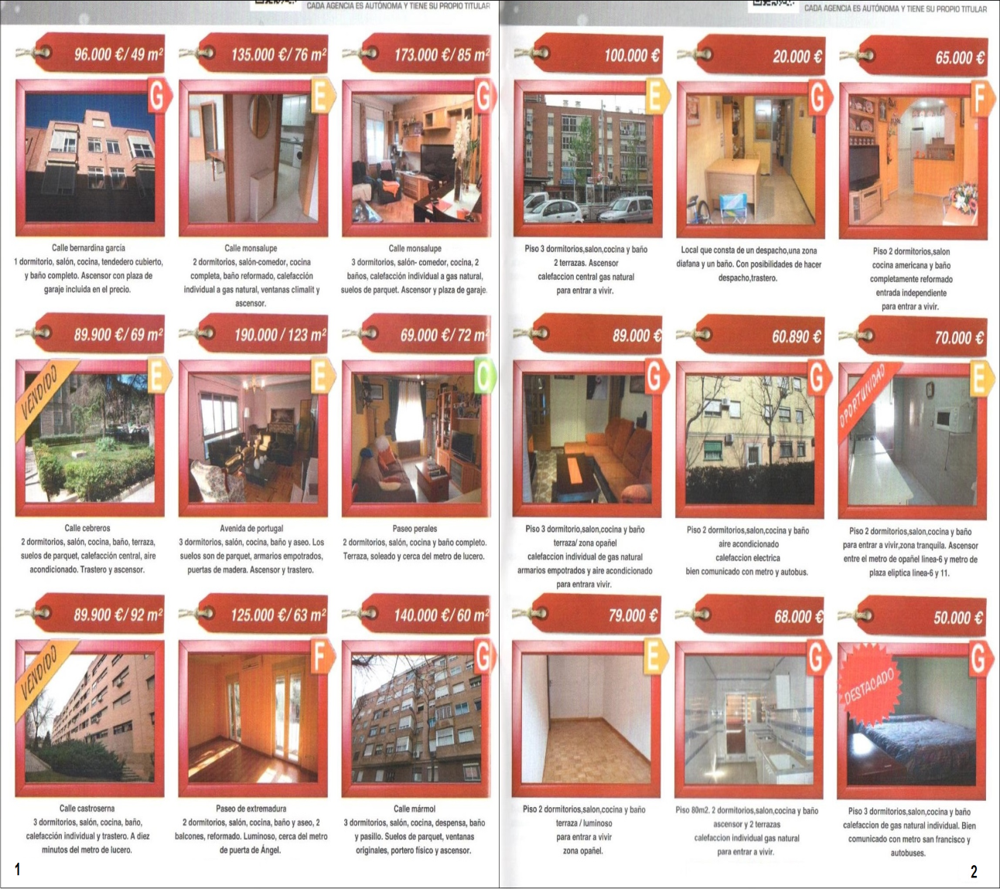 CADA AGENCIA ES AUTÓNOMA Y TIENE SU PROPIO TITULAR
96.000 €/ 49 m²
135.000 €/ 76 m²
173.000 €/ 85 m²
G
E
G
Calle bernardina garcía
1 dormitorio, salón, cocina, tendedero cubierto,
y baño completo. Ascensor con plaza de
garaje incluida en el precio.
Calle monsalupe
2 dormitorios, salón-comedor, cocina
completa, baño reformado, calefacción
individual a gas natural, ventanas climalit y
ascensor.
Calle monsalupe
3 dormitorios, salón- comedor, cocina, 2
baños, calefacción individual a gas natural,
suelos de parquet. Ascensor y plaza de garaje.
89.900 €/ 69 m²
190.000 / 123 m²
69.000 €/ 72 m²
VENDIDO
E
E
C
Calle cebreros
2 dormitorios, salón, cocina, baño, terraza,
suelos de parquet, calefacción central, aire
acondicionado. Trastero y ascensor.
Avenida de portugal
3 dormitorios, salón, cocina, baño y aseo. Los
suelos son de parquet, armarios empotrados,
puertas de madera. Ascensor y trastero.
Paseo perales
2 dormitorios, salón, cocina y baño completo.
Terraza, soleado y cerca del metro de lucero.
89.900 €/ 92 m²
125.000 €/ 63 m²
140.000 €/ 60 m²
VENDIDO
F
G
Calle castroserna
3 dormitorios, salón, cocina, baño,
calefacción individual y trastero. A diez
minutos del metro de lucero.
Paseo de extremadura
2 dormitorios, salón, cocina, baño y aseo, 2
balcones, reformado. Luminoso, cerca del metro
de puerta de Ángel.
Calle mármol
3 dormitorios, salón, cocina, despensa, baño
y pasillo. Suelos de parquet, ventanas
originales, portero físico y ascensor.
1
CADA AGENCIA ES AUTÓNOMA Y TIENE SU PROPIO TITULAR
100.000 €
20.000 €
65.000 €
E
G
F
Piso 3 dormitorios,salon,cocina y baño
2 terrazas. Ascensor
calefaccion central gas natural
para entrar a vivir.
Local que consta de un despacho,una zona
diafana y un baño. Con posibilidades de hacer
despacho,trastero.
Piso 2 dormitorios,salon
cocina americana y baño
completamente reformado
entrada independiente
para entrar a vivir.
89.000 €
60.890 €
70.000 €
G
G
OPORTUNIDAD
E
Piso 3 dormitorio,salon,cocina y baño
terraza/ zona opañel
calefaccion individual de gas natural
armarios empotrados y aire acondicionado
para entrara vivir.
Piso 2 dormitorios,salon,cocina y baño
aire acondicionado
calefaccion electrica
bien comunicado con metro y autobus.
Piso 2 dormitorios,salon,cocina y baño
para entrar a vivir,zona tranquila. Ascensor
entre el metro de opañel linea-6 y metro de
plaza eliptica linea-6 y 11.
79.000 €
68.000 €
50.000 €
E
G
DESTACADO
G
Piso 2 dormitorios,salon,cocina y baño
terraza / luminoso
para entrar a vivir
zona opañel.
Piso 80m2. 2 dormitorios,salon,cocina y baño
ascensor y 2 terrazas
calefaccion individual gas natural
para entrar a vivir.
Piso 3 dormitorios,salon,cocina y baño
calefaccion de gas natural individual. Bien
comunicado con metro san francisco y
autobuses.
2